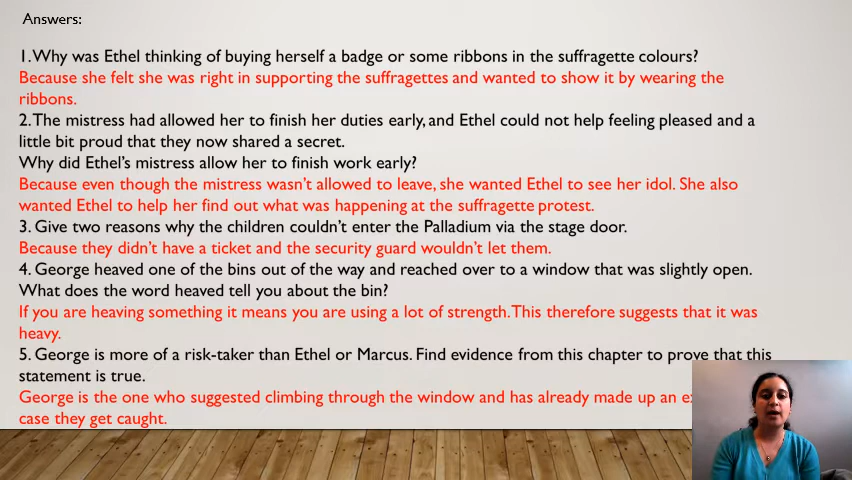 Answers:
1. Why was Ethel thinking of buying herself a badge or some ribbons in the suffragette colours?
Because she felt she was right in supporting the suffragettes and wanted to show it by wearing the
ribbons.
2. The mistress had allowed her to finish her duties early, and Ethel could not help feeling pleased and a
little bit proud that they now shared a secret.
Why did Ethel's mistress allow her to finish work early?
Because even though the mistress wasn't allowed to leave, she wanted Ethel to see her idol. She also
wanted Ethel to help her find out what was happening at the suffragette protest.
3. Give two reasons why the children couldn't enter the Palladium via the stage door.
Because they didn't have a ticket and the security guard wouldn't let them.
4. George heaved one of the bins out of the way and reached over to a window that was slightly open.
What does the word heaved tell you about the bin?
If you are heaving something it means you are using a lot of strength. This therefore suggests that it was
heavy.
5. George is more of a risk-taker than Ethel or Marcus. Find evidence from this chapter to prove that this
statement is true.
George is the one who suggested climbing through the window and has already made up an
case they get caught.